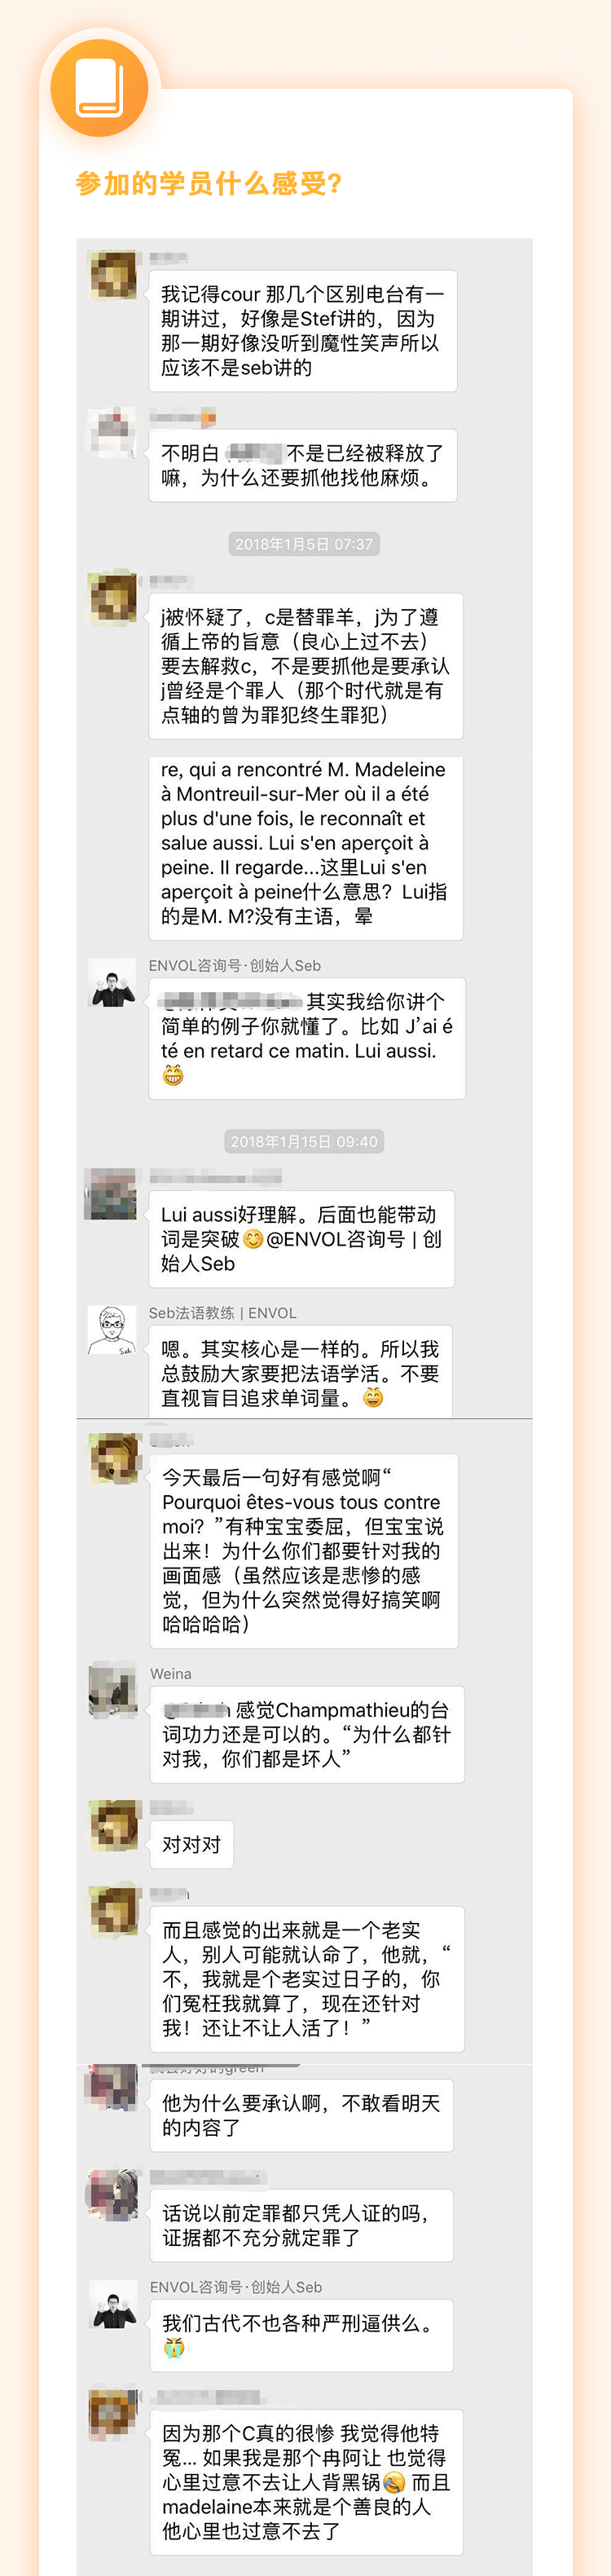 参加的学员什么感受?
我记得cour 那几个区别电台有一
期讲过，好像是Stef讲的，因为
那一期好像没听到魔性笑声所以
应该不是seb讲的
不明白 不是已经被释放了
嘛，为什么还要抓他找他麻烦。
2018年1月5日 07:37
j被怀疑了，c是替罪羊，j为了遵
循上帝的旨意（良心上过不去）
要去解救c，不是要抓他是要承认
j曾经是个罪人（那个时代就是有
点轴的曾为罪犯终生罪犯）
re, qui a rencontré M. Madeleine
à Montreuil-sur-Mer où il a été
plus d'une fois, le reconnaît et
salue aussi. Lui s'en aperçoit à
peine. Il regarde...这里Lui s'en
aperçoit à peine什么意思？Lui指
的是M. M?没有主语，晕
ENVOL咨询号·创始人Seb
其实我给你讲个
简单的例子你就懂了。比如 J'ai é
té en retard ce matin. Lui aussi.
😁
2018年1月15日 09:40
Lui aussi好理解。后面也能带动
词是突破😊@ENVOL咨询号 | 创
始人Seb
Seb法语教练 | ENVOL
嗯。其实核心是一样的。所以我
总鼓励大家要把法语学活。不要
直视盲目追求单词量。😄
今天最后一句好有感觉啊“
Pourquoi êtes-vous tous contre
moi？”有种宝宝委屈，但宝宝说
出来！为什么你们都要针对我的
画面感（虽然应该是悲惨的感
觉，但为什么突然觉得好搞笑啊
哈哈哈哈）
Weina
感觉Champmathieu的台
词功力还是可以的。“为什么都针
对我，你们都是坏人”
对对对
而且感觉的出来就是一个老实
人，别人可能就认命了，他就，“
不，我就是个老实过日子的，你
们冤枉我就算了，现在还针对
我！还让不让人活了！”
green
他为什么要承认啊，不敢看明天
的内容了
话说以前定罪都只凭人证的吗，
证据都不充分就定罪了
ENVOL咨询号·创始人Seb
我们古代不也各种严刑逼供么。
😭
因为那个C真的很惨 我觉得他特
冤... 如果我是那个冉阿让 也觉得
心里过意不去让人背黑锅🤣 而且
madelaine本来就是个善良的人
他心里也过意不去了